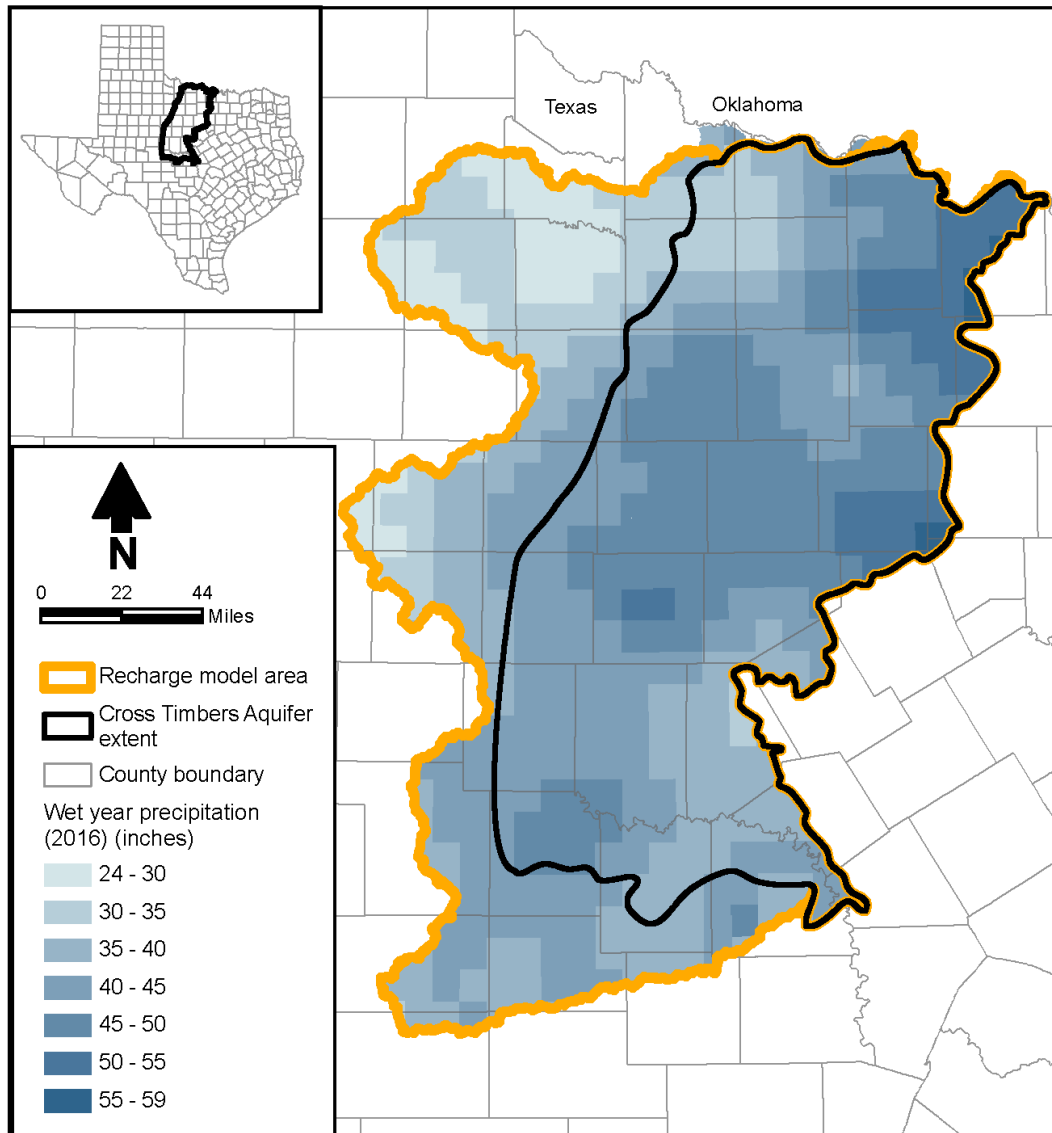 Texas
Oklahoma
N
0 22 44
Miles
Recharge model area
Cross Timbers Aquifer
extent
County boundary
Wet year precipitation
(2016) (inches)
24 - 30
30 - 35
35 - 40
40 - 45
45 - 50
50 - 55
55 - 59